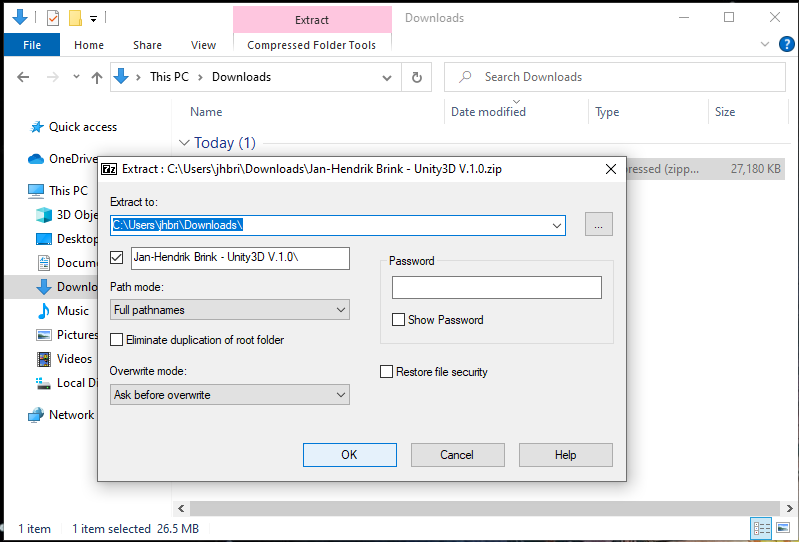 Extract
Downloads
File
Home
Share
View
Compressed Folder Tools
This PC
Downloads
Search Downloads
Name
Date modified
Type
Size
Quick access
Today (1)
OneDrive
7z
Extract : C:\Users\jhbri\Downloads\Jan-Hendrik Brink - Unity3D V.1.0.zip
ressed (zipp...
27,180 KB
This PC
Extract to:
3D Obje
C:\Users\jhbri\Downloads\
...
Desktop
Jan-Hendrik Brink - Unity3D V.1.0\
Password
Docum
Downlo
Path mode:
Full pathnames
Music
Show Password
Pictures
Eliminate duplication of root folder
Videos
Overwrite mode:
Restore file security
Local Di
Ask before overwrite
Network
OK
Cancel
Help
1 item
1 item selected
26.5 MB